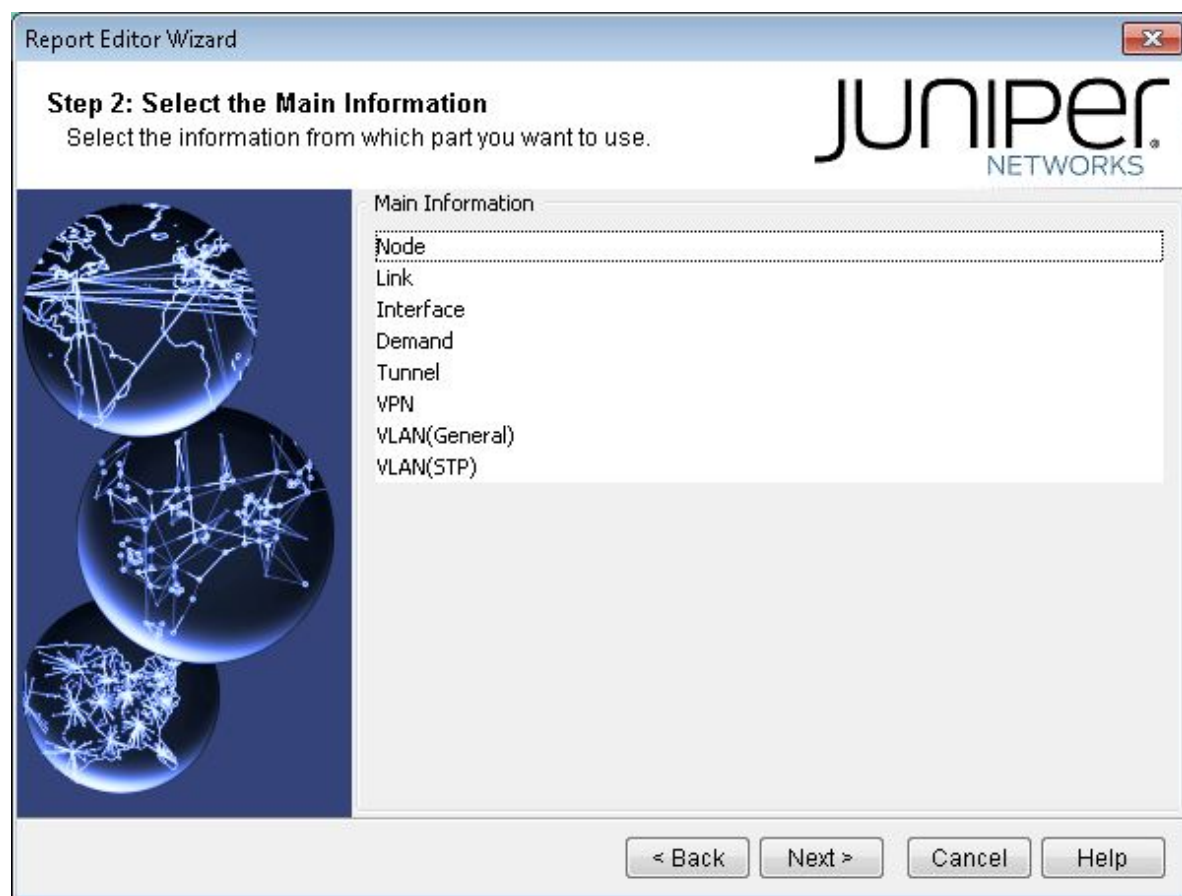 Report Editor Wizard
Step 2: Select the Main Information
Select the information from which part you want to use.
JUNIPer
NETWORKS
Main Information
Node
Link
Interface
Demand
Tunnel
VPN
VLAN(General)
VLAN(STP)
< Back
Next >
Cancel
Help